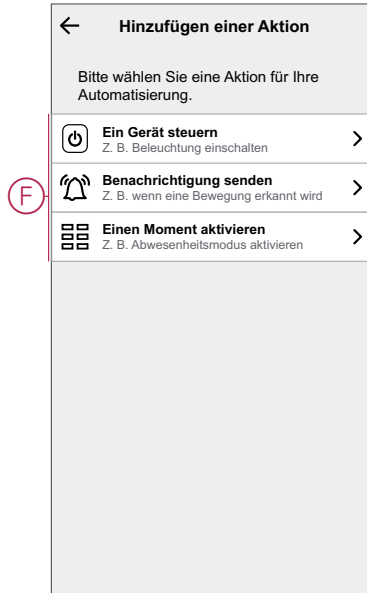 Hinzufügen einer Aktion
Bitte wählen Sie eine Aktion für Ihre
Automatisierung.
Ein Gerät steuern
Z. B. Beleuchtung einschalten
F
Benachrichtigung senden
Z. B. wenn eine Bewegung erkannt wird
Einen Moment aktivieren
Z. B. Abwesenheitsmodus aktivieren